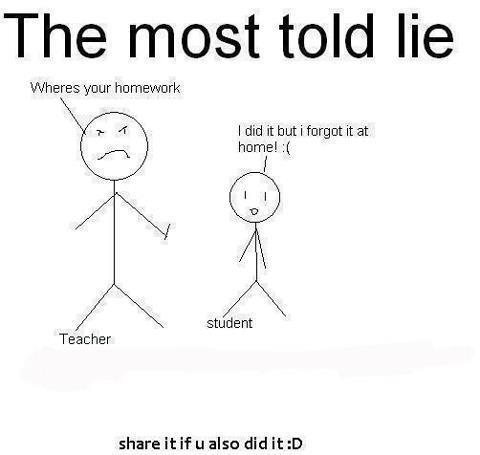 The most told lie
Wheres your homework
I did it but i forgot it at
home! :(
student
Teacher
share it if u also did it :D